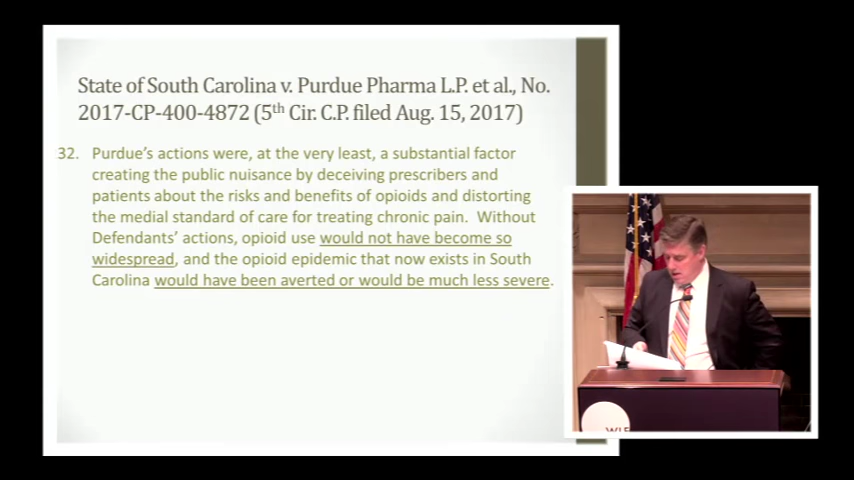 State of South Carolina v. Purdue Pharma L.P. et al., No.
2017-CP-400-4872 (5th Cir. C.P. filed Aug. 15, 2017)
32. Purdue's actions were, at the very least, a substantial factor
creating the public nuisance by deceiving prescribers and
patients about the risks and benefits of opioids and distorting
the medial standard of care for treating chronic pain. Without
Defendants' actions, opioid use would not have become so
widespread, and the opioid epidemic that now exists in South
Carolina would have been averted or would be much less severe.